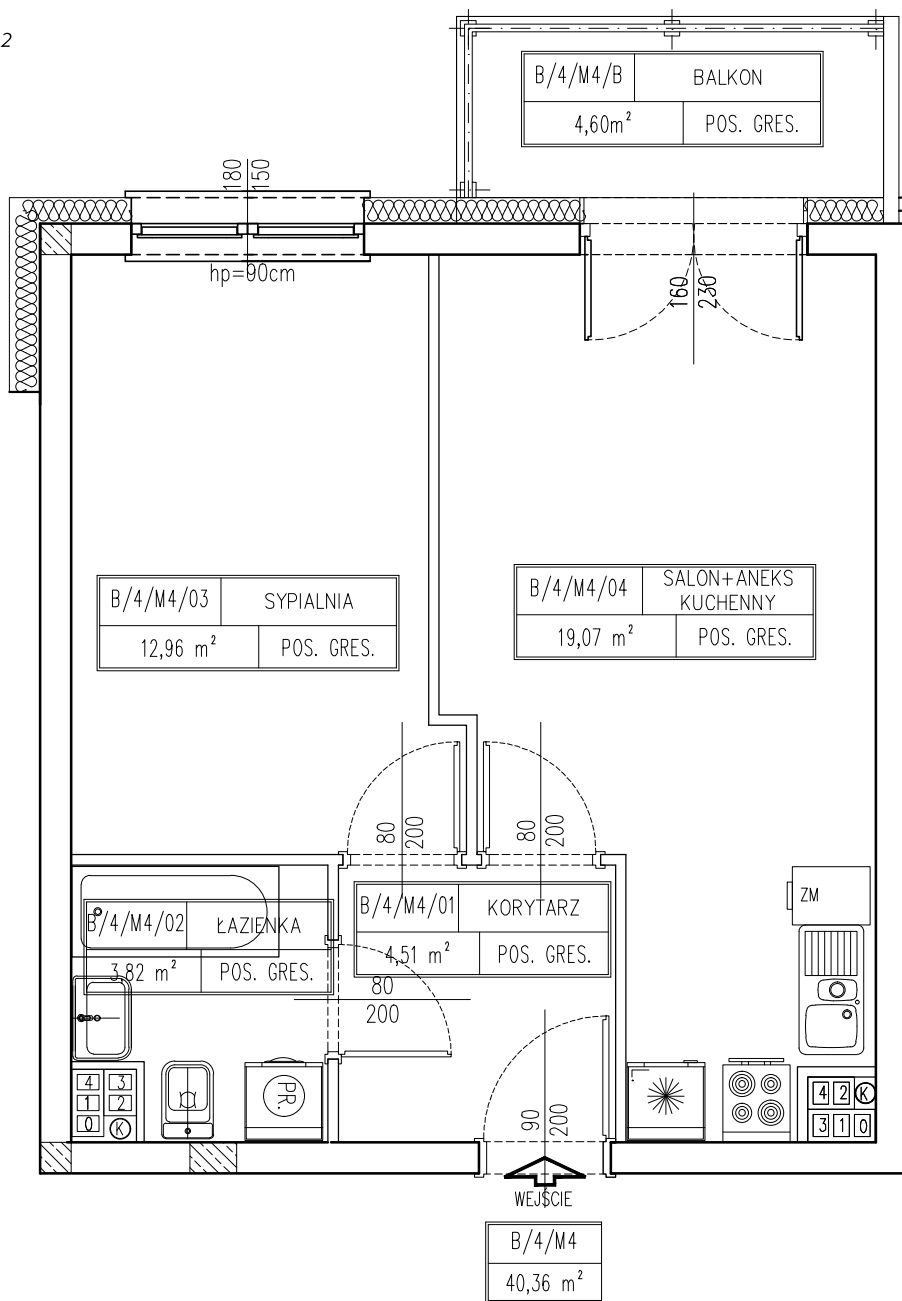 2
B/4/M4/B BALKON
4,60m² POS. GRES.
180
150
hp=90cm
160
230
B/4/M4/03 SYPIALNIA
12,96 m² POS. GRES.
B/4/M4/04 SALON+ANEKS KUCHENNY
19,07 m² POS. GRES.
80
200
80
200
B/4/M4/02 ŁAZIENKA
3,82 m² POS. GRES.
B/4/M4/01 KORYTARZ
4,51 m² POS. GRES.
ZM
80
200
4 3
1 2
0 K
PR.
90
200
4 2 K
3 1 0
WEJŚCIE
B/4/M4
40,36 m²